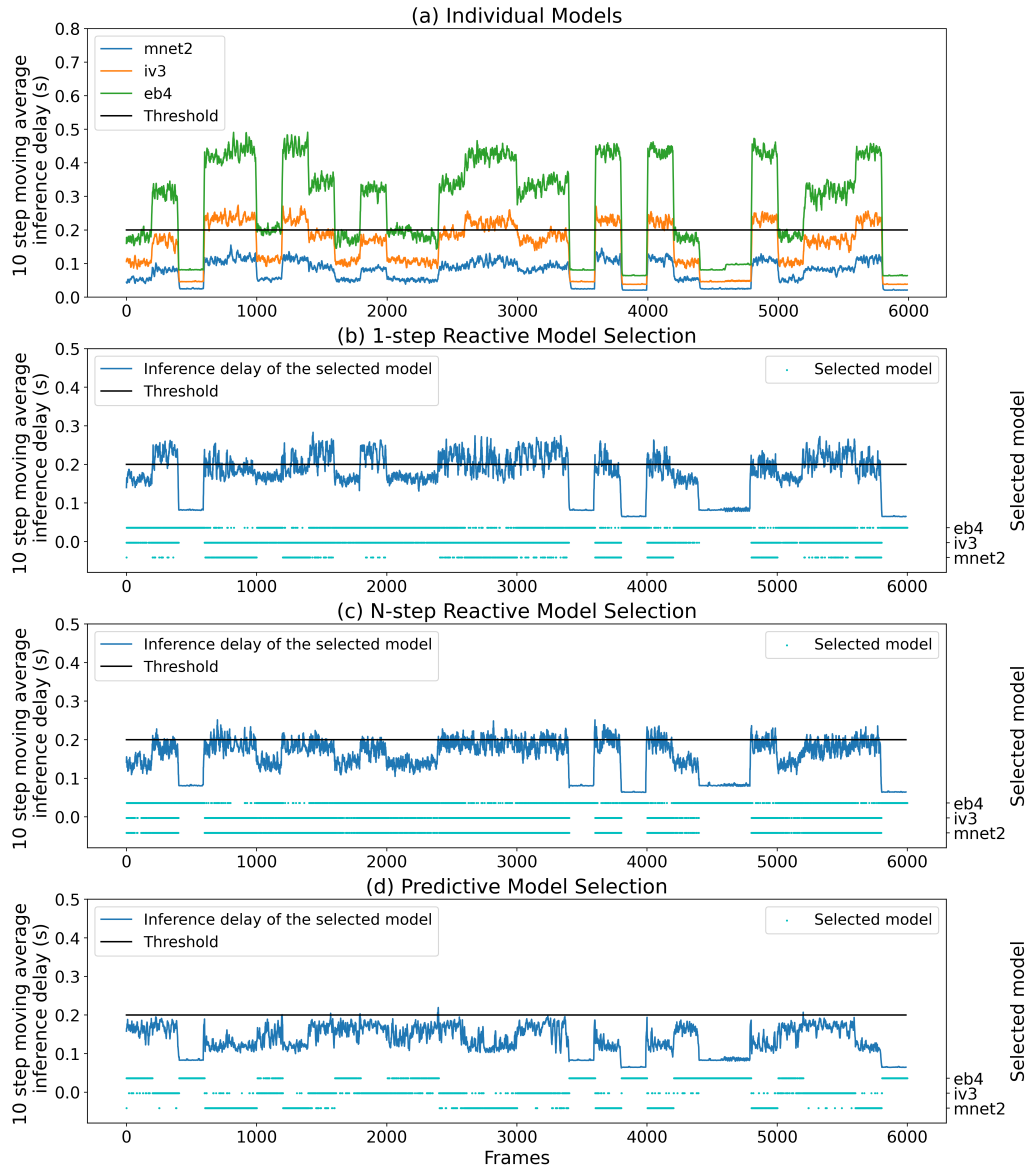 (a) Individual Models
10 step moving average
inference delay (s)
0.8
0.7
0.6
0.5
0.4
0.3
0.2
0.1
0.0
mnet2
iv3
eb4
Threshold
0 1000 2000 3000 4000 5000 6000
(b) 1-step Reactive Model Selection
10 step moving average
inference delay (s)
0.5
0.4
0.3
0.2
0.1
0.0
Inference delay of the selected model
Threshold
Selected model
eb4
iv3
mnet2
Selected model
0 1000 2000 3000 4000 5000 6000
(c) N-step Reactive Model Selection
10 step moving average
inference delay (s)
0.5
0.4
0.3
0.2
0.1
0.0
Inference delay of the selected model
Threshold
Selected model
eb4
iv3
mnet2
Selected model
0 1000 2000 3000 4000 5000 6000
(d) Predictive Model Selection
10 step moving average
inference delay (s)
0.5
0.4
0.3
0.2
0.1
0.0
Inference delay of the selected model
Threshold
Selected model
eb4
iv3
mnet2
Selected model
0 1000 2000 3000 4000 5000 6000
Frames